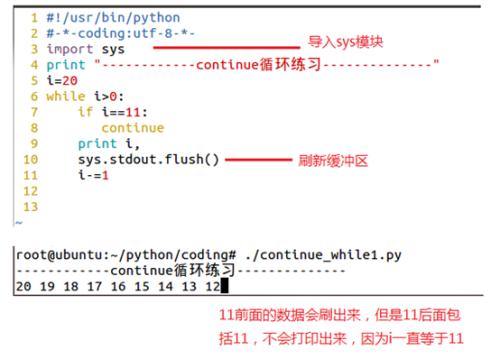 1 #!/usr/bin/python
2 #-*-coding:utf-8-*-
3 import sys 导入sys模块
4 print "------------continue循环练习--------------"
5 i=20
6 while i>0:
7     if i==11:
8         continue
9     print i,
10     sys.stdout.flush() 刷新缓冲区
11     i-=1
12
13
~
root@ubuntu:~/python/coding# ./continue_while1.py
------------continue循环练习--------------
20 19 18 17 16 15 14 13 12
11前面的数据会刷出来，但是11后面包
括11，不会打印出来，因为i一直等于11